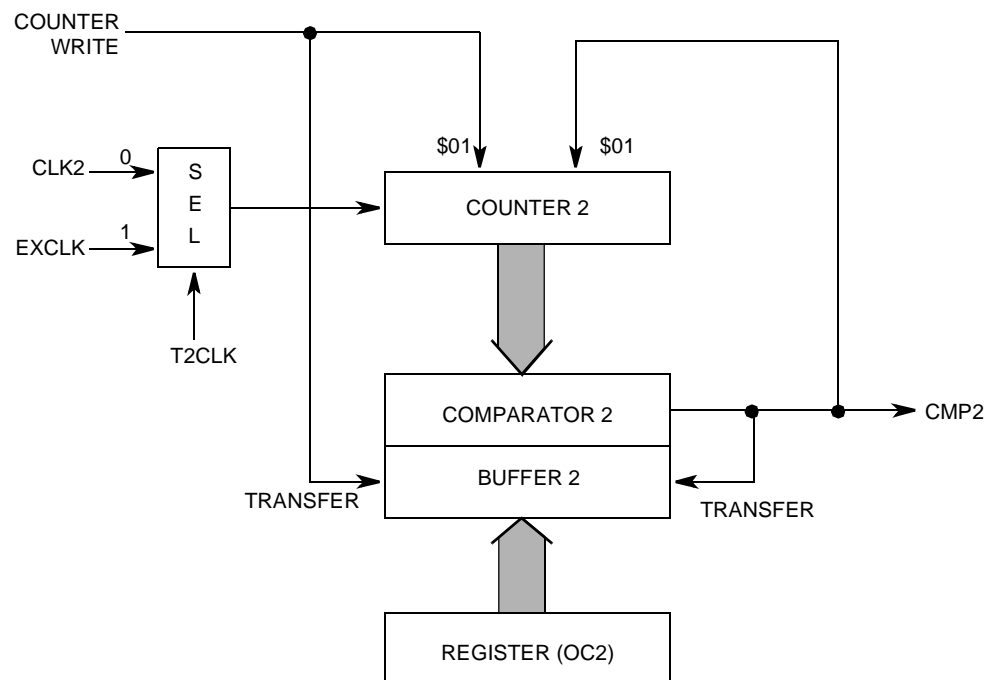 COUNTER
WRITE
$01
$01
CLK2
0
S
E
L
COUNTER 2
EXCLK
1
T2CLK
COMPARATOR 2
CMP2
BUFFER 2
TRANSFER
TRANSFER
REGISTER (OC2)